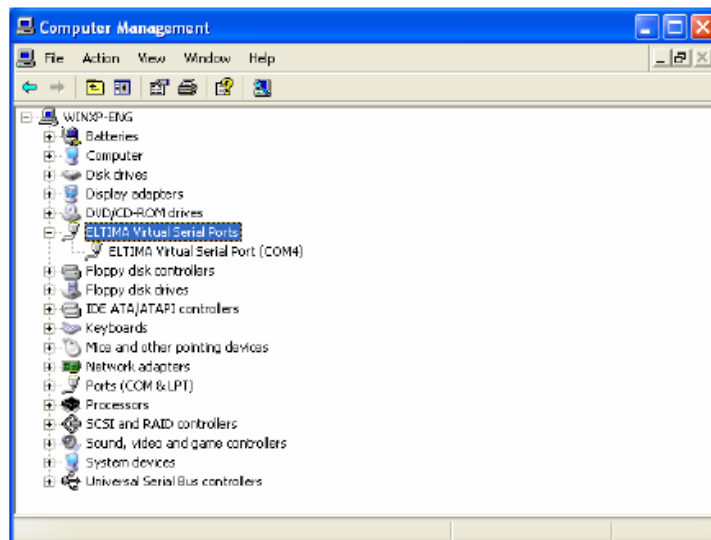 Computer Management
File Action View Window Help
WINXP-ENG
Batteries
Computer
Disk drives
Display adapters
DVD/CD-ROM drives
ELTIMA Virtual Serial Ports
ELTIMA Virtual Serial Port (COM4)
Floppy disk controllers
Floppy disk drives
IDE ATA/ATAPI controllers
Keyboards
Mice and other pointing devices
Network adapters
Ports (COM & LPT)
Processors
SCSI and RAID controllers
Sound, video and game controllers
System devices
Universal Serial Bus controllers